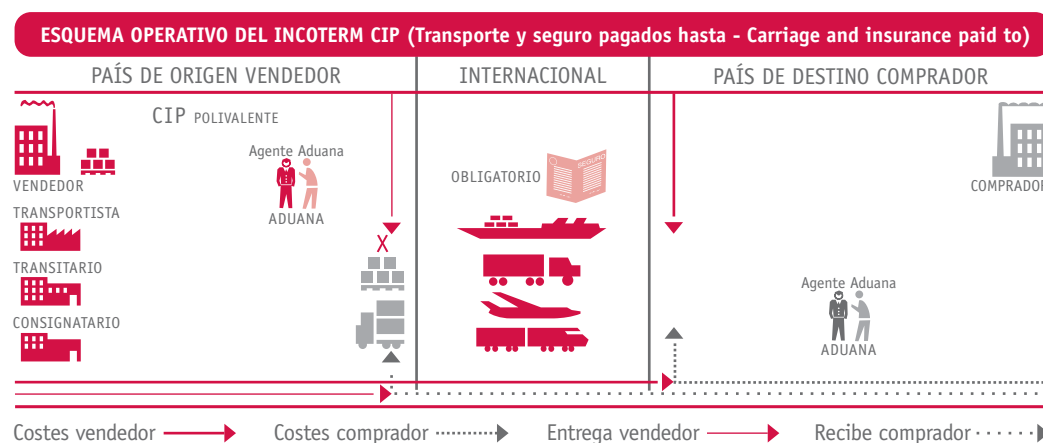 ESQUEMA OPERATIVO DEL INCOTERM CIP (Transporte y seguro pagados hasta - Carriage and insurance paid to)
PAÍS DE ORIGEN VENDEDOR
INTERNACIONAL
PAÍS DE DESTINO COMPRADOR
CIP POLIVALENTE
Agente Aduana
ADUANA
VENDEDOR
TRANSPORTISTA
TRANSITARIO
CONSIGNATARIO
X
OBLIGATORIO
SEGURO
COMPRADOR
Agente Aduana
ADUANA
Costes vendedor
Costes comprador
Entrega vendedor
Recibe comprador